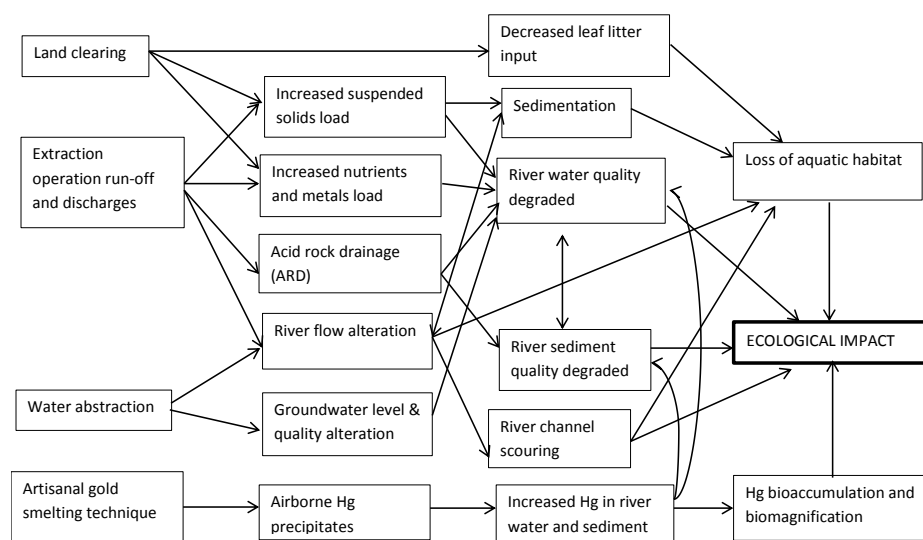 Land clearing
Decreased leaf litter
input
Increased suspended
solids load
Sedimentation
Extraction
operation run-off
and discharges
Increased nutrients
and metals load
River water quality
degraded
Loss of aquatic habitat
Acid rock drainage
(ARD)
River flow alteration
River sediment
quality degraded
ECOLOGICAL IMPACT
Water abstraction
Groundwater level &
quality alteration
River channel
scouring
Artisanal gold
smelting technique
Airborne Hg
precipitates
Increased Hg in river
water and sediment
Hg bioaccumulation and
biomagnification